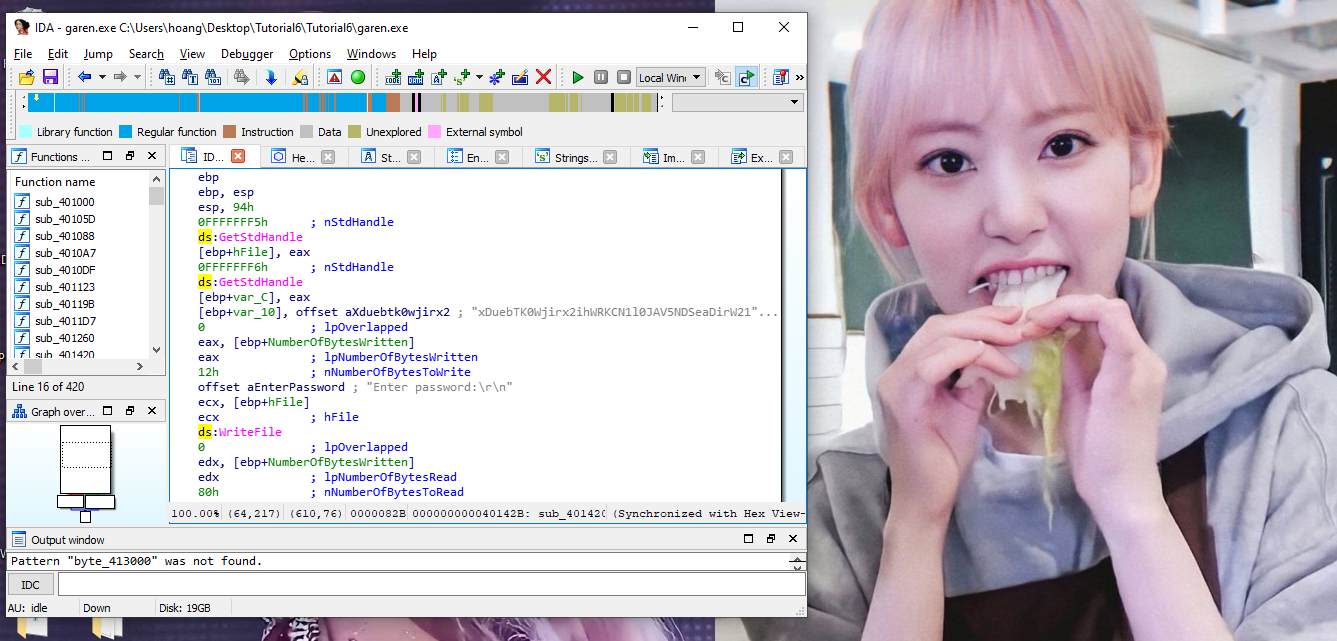 IDA - garen.exe C:\Users\hoang\Desktop\Tutorial6\Tutorial6\garen.exe
File Edit Jump Search View Debugger Options Windows Help
Local Win
Library function Regular function Instruction Data Unexplored External symbol
Functions ...
ID... He... St... En... Strings... Im... Ex...
Function name
sub_401000
sub_40105D
sub_401088
sub_4010A7
sub_4010DF
sub_401123
sub_40119B
sub_4011D7
sub_401260
sub_401420
Line 16 of 420
Graph over...
ebp
ebp, esp
esp, 94h
0FFFFFFF5h ; nStdHandle
ds:GetStdHandle
[ebp+hFile], eax
0FFFFFFF6h ; nStdHandle
ds:GetStdHandle
[ebp+var_C], eax
[ebp+var_10], offset aXduebtk0wjirx2 ; "xDuebTK0Wjirx2ihWRKCN1l0JAV5NDSeaDirW21"...
0 ; lpOverlapped
eax, [ebp+NumberOfBytesWritten]
eax ; lpNumberOfBytesWritten
12h ; nNumberOfBytesToWrite
offset aEnterPassword ; "Enter password:\r\n"
ecx, [ebp+hFile]
ecx ; hFile
ds:WriteFile
0 ; lpOverlapped
edx, [ebp+NumberOfBytesWritten]
edx ; lpNumberOfBytesRead
80h ; nNumberOfBytesToRead
100.00% (64,217) (610,76) 0000082B 000000000040142B: sub_401420 (Synchronized with Hex View-
Output window
Pattern "byte_413000" was not found.
IDC
AU: idle Down Disk: 19GB